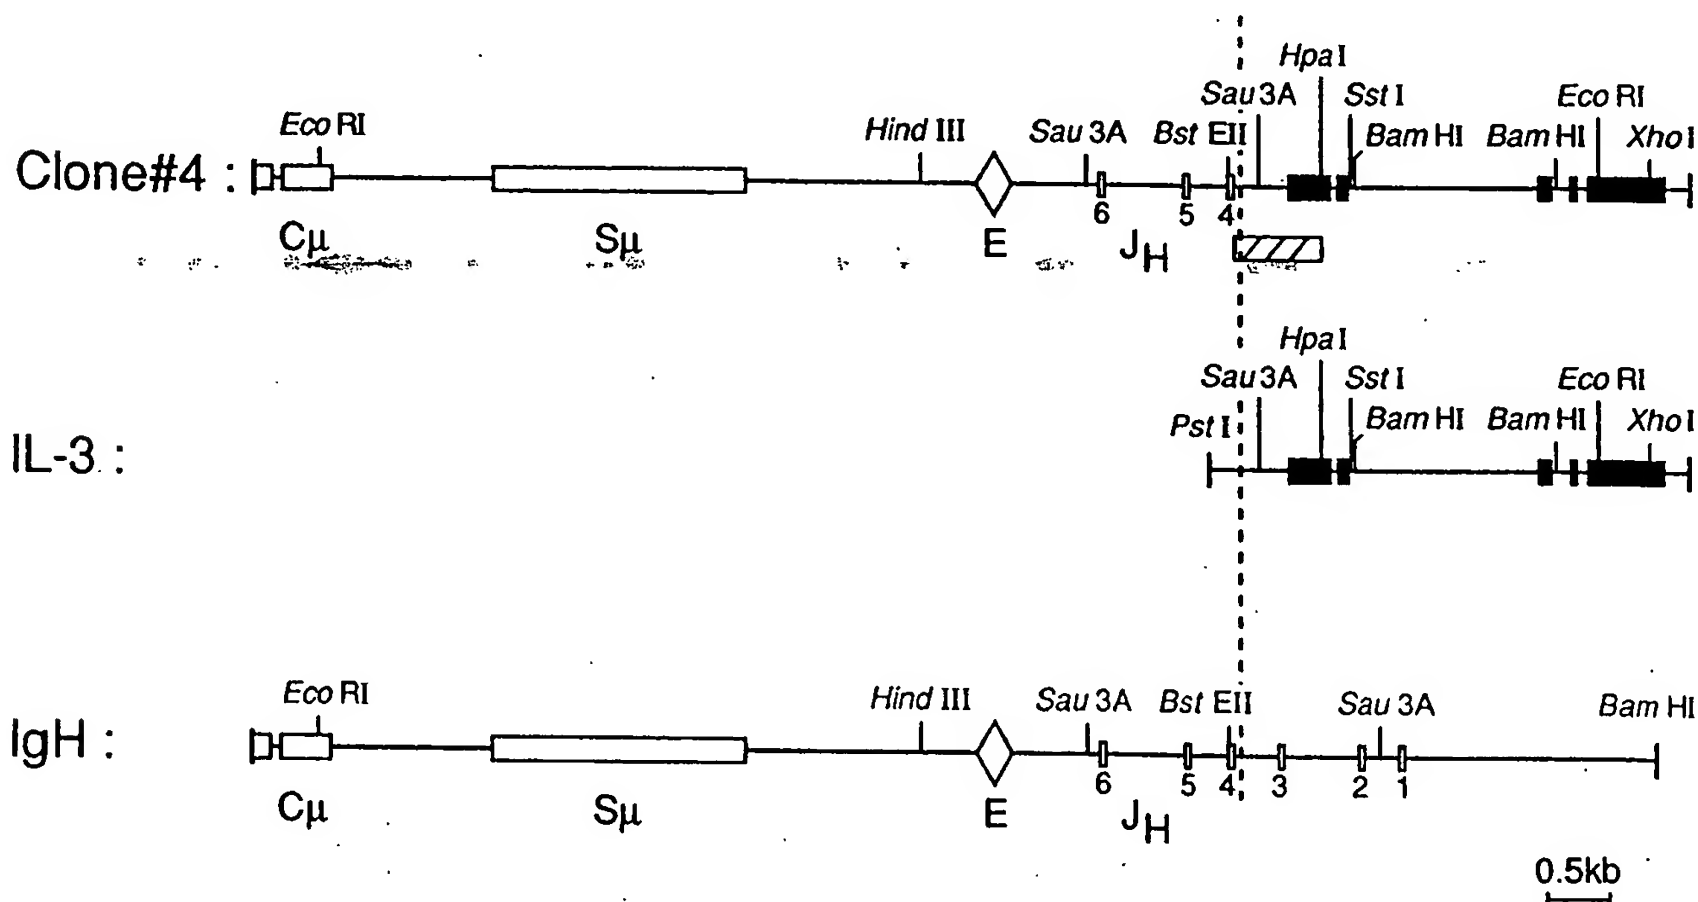 Hpa I
Sau 3A Sst I Eco RI
Eco RI Hind III Sau 3A Bst EII Bam HI Bam HI Xho I
Clone#4 :
6 5 4
Cμ Sμ E JH
Hpa I
Sau 3A Sst I Eco RI
Pst I Bam HI Bam HI Xho I
IL-3 :
Eco RI Hind III Sau 3A Bst EII Sau 3A Bam HI
IgH :
6 5 4 3 2 1
Cμ Sμ E JH
0.5kb